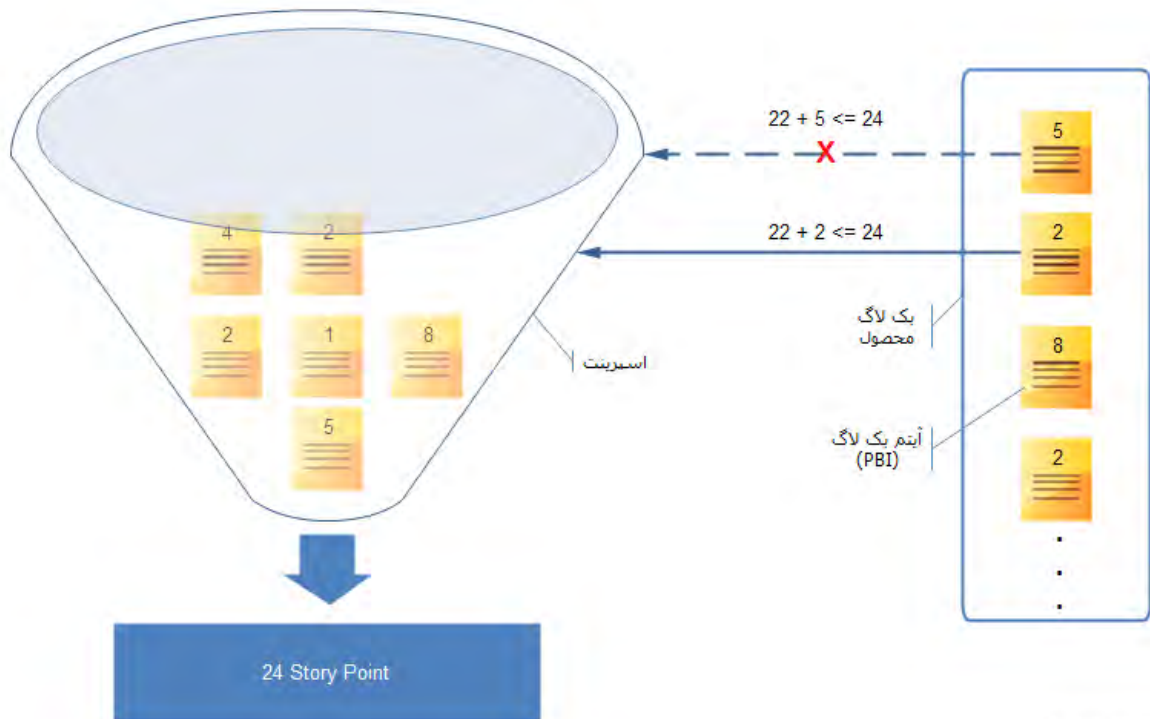 22 + 5 <= 24
X
5
4
2
22 + 2 <= 24
2
2
1
8
بک لاگ
محصول
8
اسپرینت
5
آیتم بک لاگ
(PBI)
2
.
.
.
24 Story Point